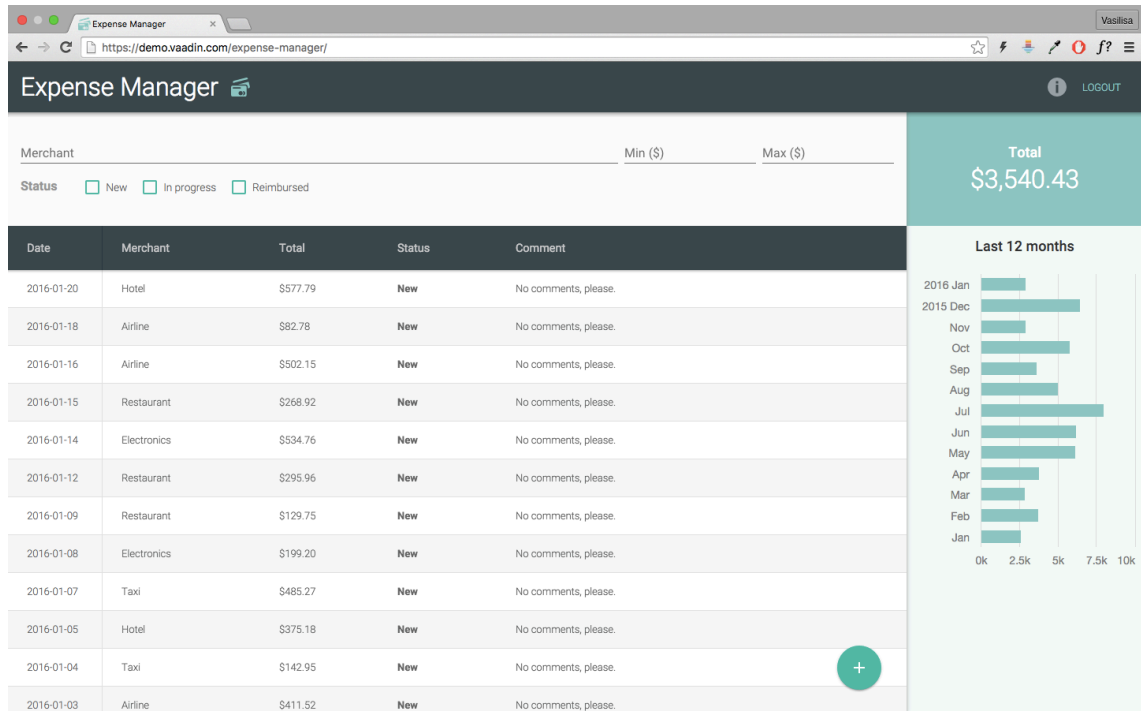 Expense Manager
Vasilisa
https://demo.vaadin.com/expense-manager/
f?
Expense Manager
i LOGOUT
Merchant Min ($) Max ($)
Status New In progress Reimbursed
Total
$3,540.43
Date Merchant Total Status Comment
2016-01-20 Hotel $577.79 New No comments, please.
2016-01-18 Airline $82.78 New No comments, please.
2016-01-16 Airline $502.15 New No comments, please.
2016-01-15 Restaurant $268.92 New No comments, please.
2016-01-14 Electronics $534.76 New No comments, please.
2016-01-12 Restaurant $295.96 New No comments, please.
2016-01-09 Restaurant $129.75 New No comments, please.
2016-01-08 Electronics $199.20 New No comments, please.
2016-01-07 Taxi $485.27 New No comments, please.
2016-01-05 Hotel $375.18 New No comments, please.
2016-01-04 Taxi $142.95 New No comments, please.
2016-01-03 Airline $411.52 New No comments, please.
+
Last 12 months
2016 Jan
2015 Dec
Nov
Oct
Sep
Aug
Jul
Jun
May
Apr
Mar
Feb
Jan
0k 2.5k 5k 7.5k 10k